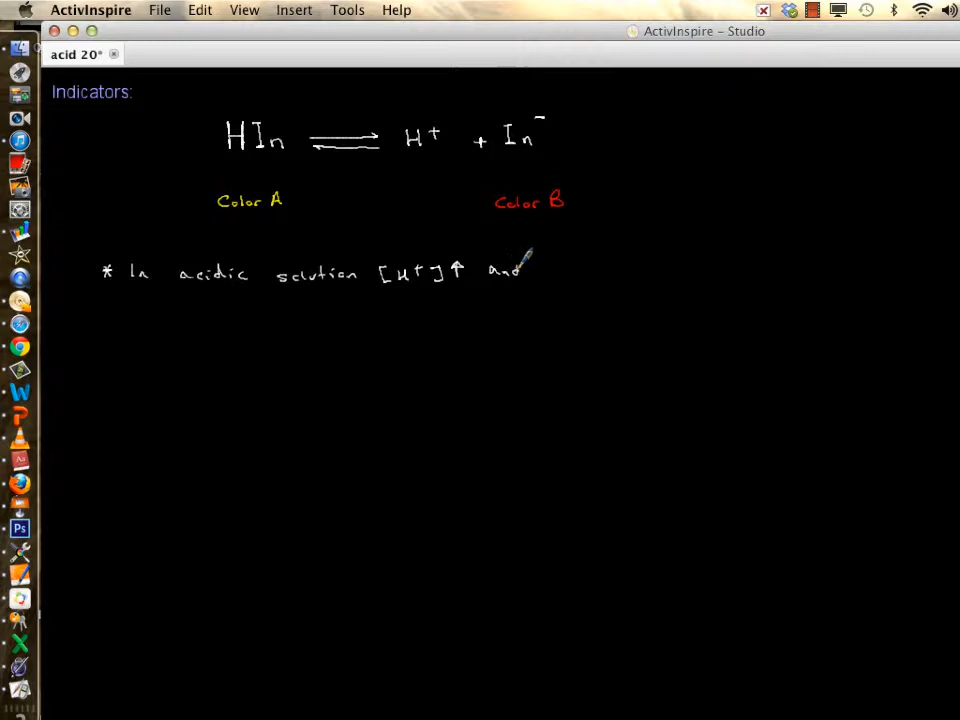 ActivInspire File Edit View Insert Tools Help
ActivInspire – Studio
acid 20*
Indicators:
HIn ⇌ H⁺ + In⁻
Color A Color B
* In acidic solution [H⁺]↑ and